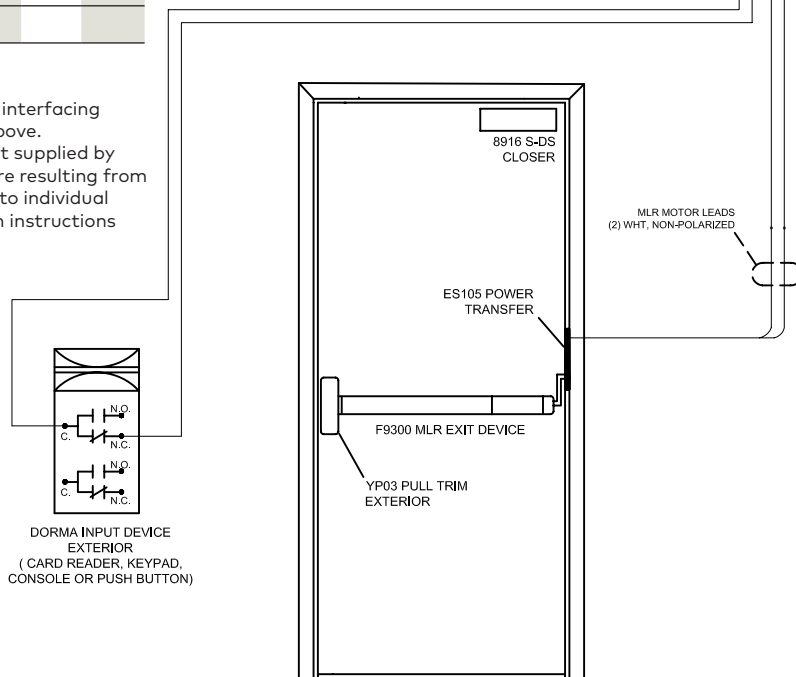 interfacing
bove.
t supplied by
re resulting from
to individual
n instructions
8916 S-DS
CLOSER
MLR MOTOR LEADS
(2) WHT, NON-POLARIZED
ES105 POWER
TRANSFER
N.O.
C.
N.C.
N.O.
C.
N.C.
F9300 MLR EXIT DEVICE
YP03 PULL TRIM
EXTERIOR
DORMA INPUT DEVICE
EXTERIOR
( CARD READER, KEYPAD,
CONSOLE OR PUSH BUTTON)